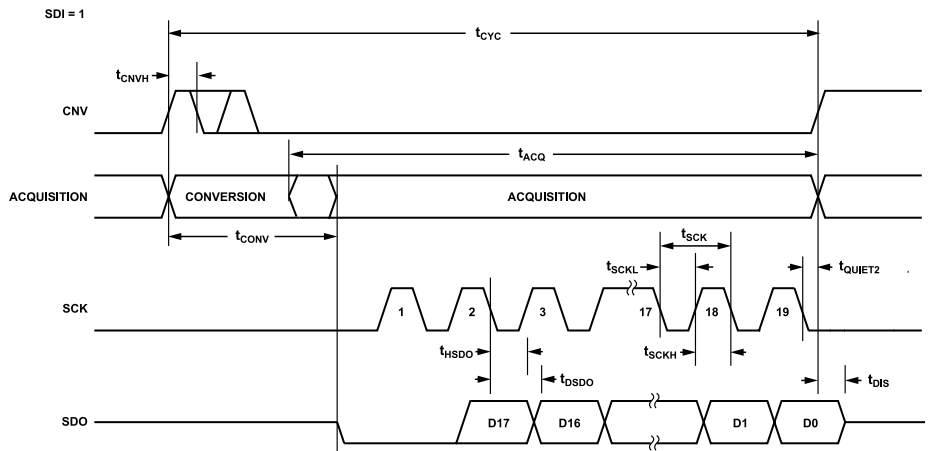 SDI = 1
tCYC
tCNVH
CNV
tACQ
ACQUISITION CONVERSION ACQUISITION
tCONV
tSCK
tSCKL
tQUIET2
SCK 1 2 3 17 18 19
tHSDO
tSCKH
tDSDO
tDIS
SDO D17 D16 D1 D0